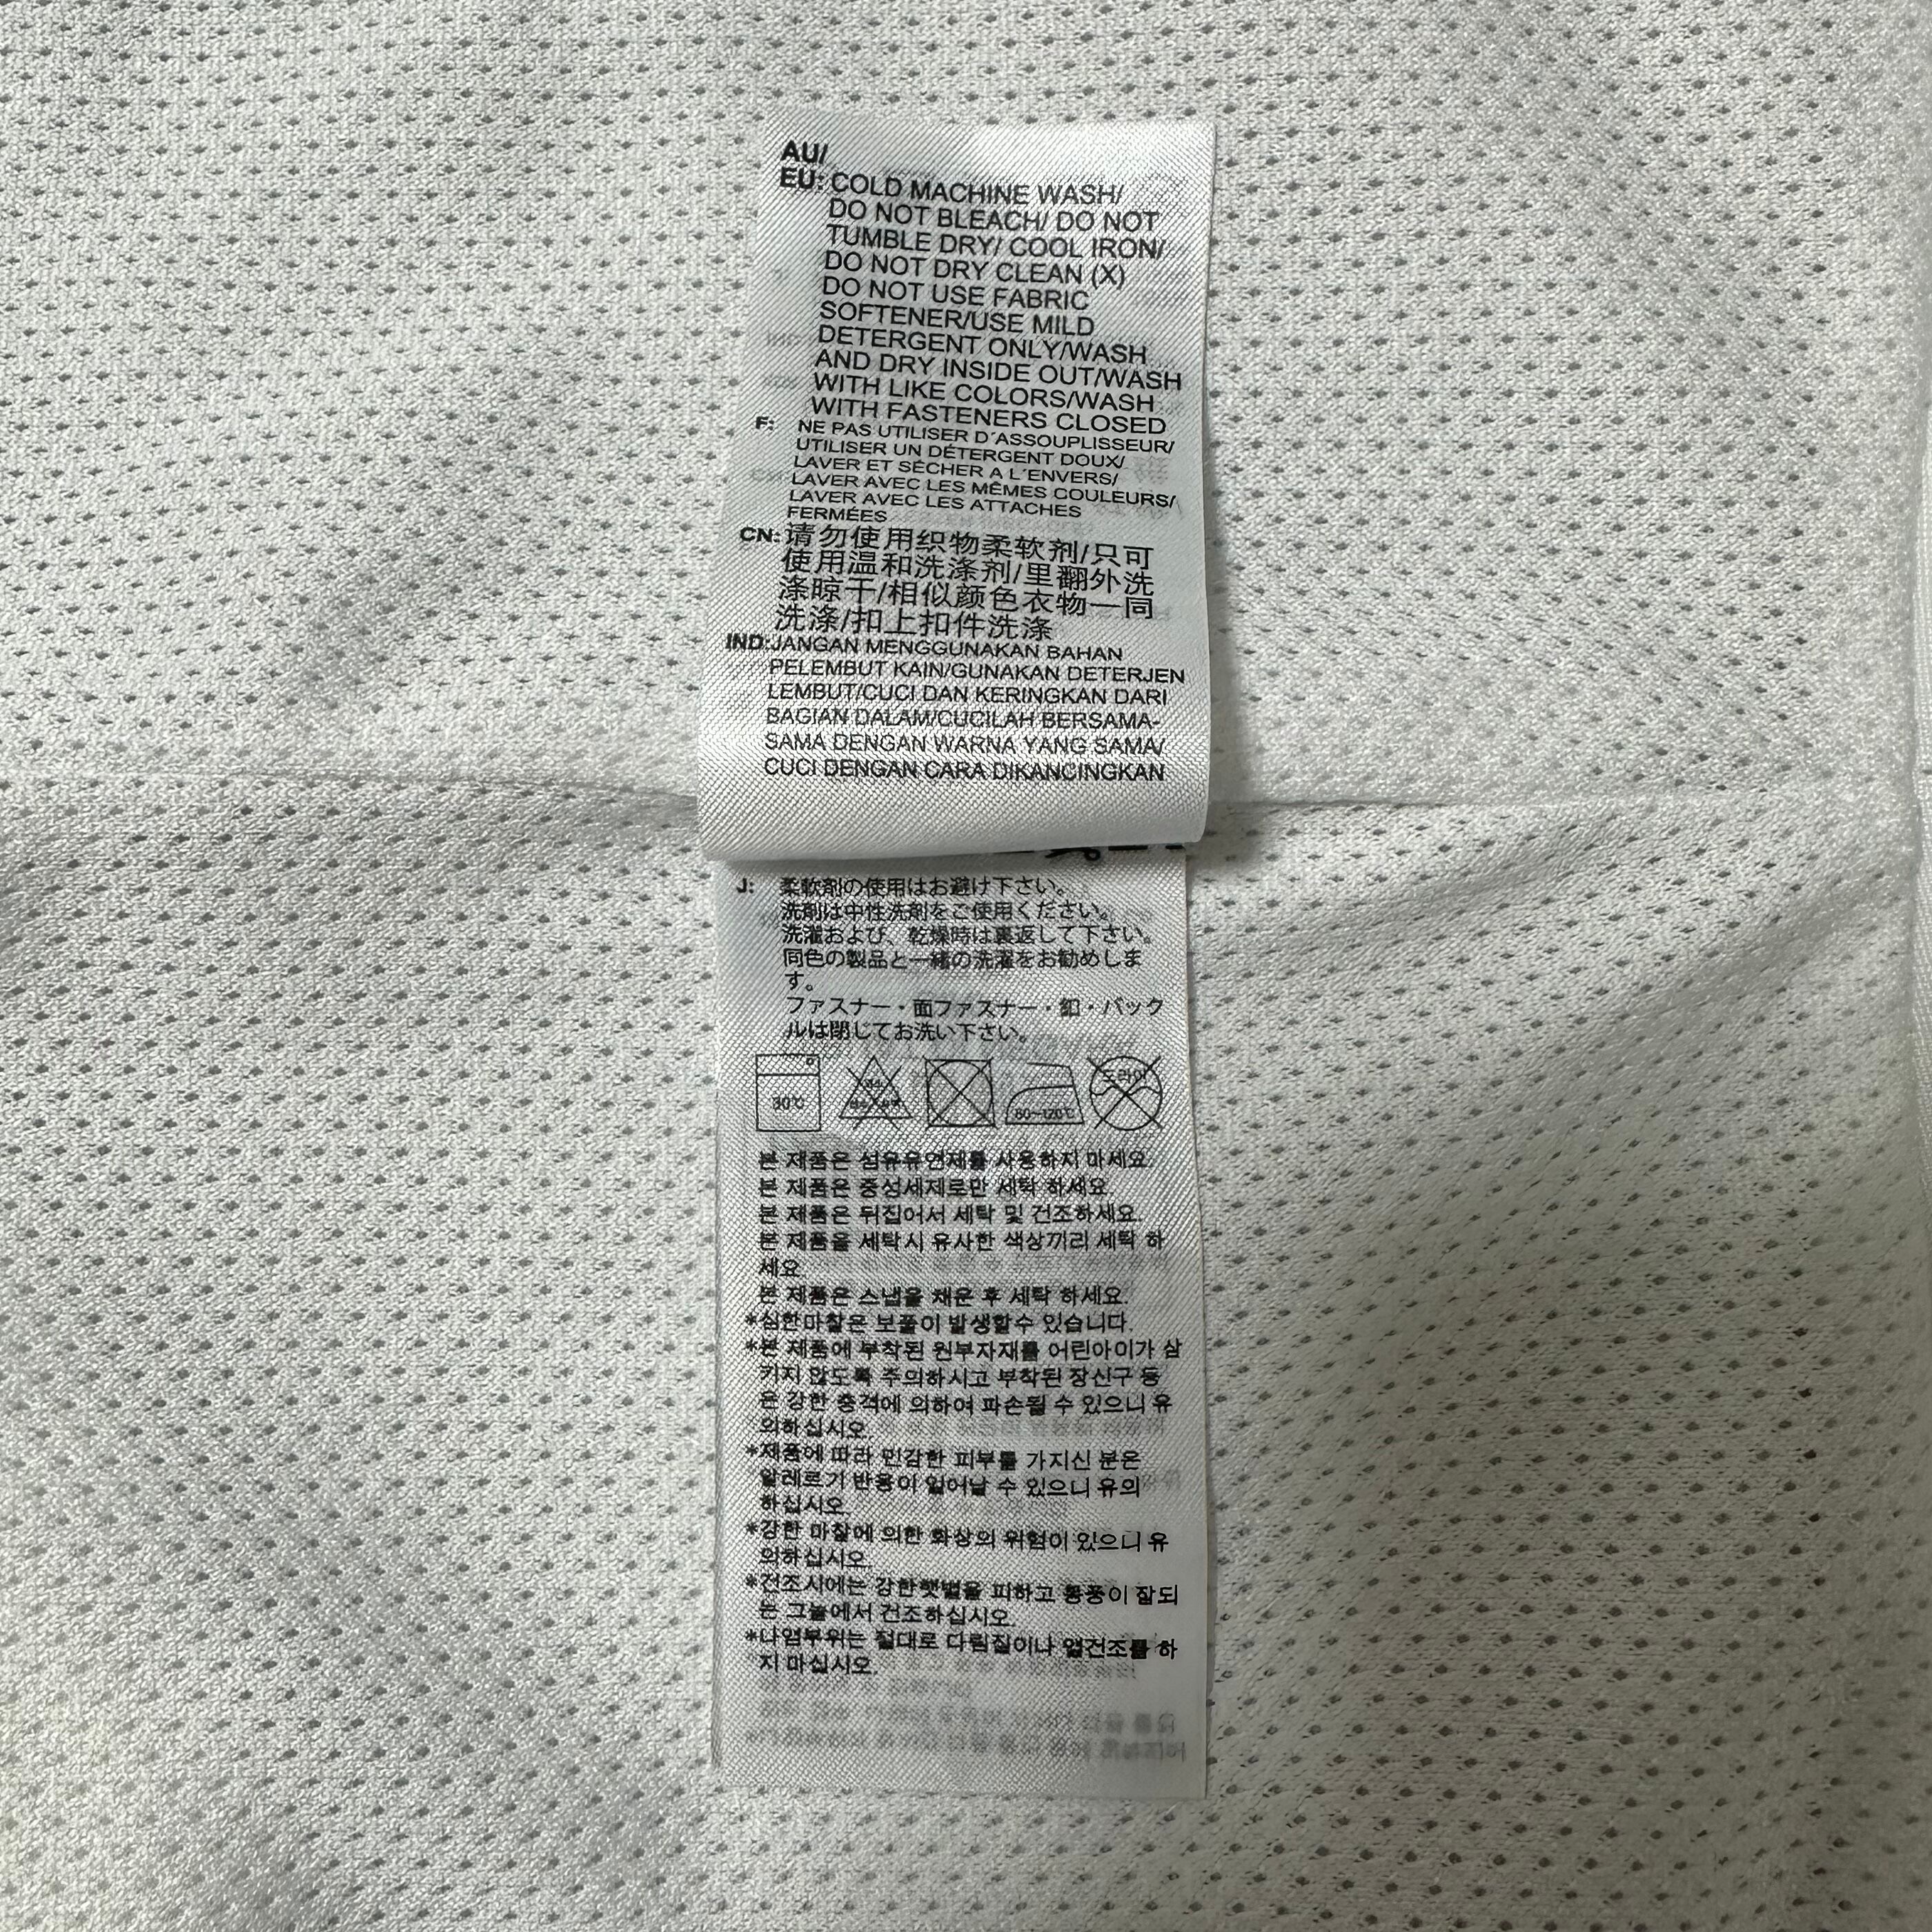 AU/
EU: COLD MACHINE WASH/
DO NOT BLEACH/ DO NOT
TUMBLE DRY/ COOL IRON/
DO NOT DRY CLEAN (X)
DO NOT USE FABRIC
SOFTENER/USE MILD
DETERGENT ONLY/WASH
AND DRY INSIDE OUT/WASH
WITH LIKE COLORS/WASH
WITH FASTENERS CLOSED
F: NE PAS UTILISER D´ASSOUPLISSEUR/
UTILISER UN DÉTERGENT DOUX/
LAVER ET SÉCHER A L´ENVERS/
LAVER AVEC LES MÊMES COULEURS/
LAVER AVEC LES ATTACHES
FERMÉES
CN: 请勿使用织物柔软剂/只可
使用温和洗涤剂/里翻外洗
涤晾干/相似颜色衣物一同
洗涤/扣上扣件洗涤
IND: JANGAN MENGGUNAKAN BAHAN
PELEMBUT KAIN/GUNAKAN DETERJEN
LEMBUT/CUCI DAN KERINGKAN DARI
BAGIAN DALAM/CUCILAH BERSAMA-
SAMA DENGAN WARNA YANG SAMA/
CUCI DENGAN CARA DIKANCINGKAN
J: 柔軟剤の使用はお避け下さい。
洗剤は中性洗剤をご使用ください。
洗濯および、乾燥時は裏返して下さい。
同色の製品と一緒の洗濯をお勧めしま
す。
ファスナー・面ファスナー・釦・バック
ルは閉じてお洗い下さい。
30℃ 80~120℃ 드라이
본 제품은 섬유유연제를 사용하지 마세요.
본 제품은 중성세제로만 세탁 하세요.
본 제품은 뒤집어서 세탁 및 건조하세요.
본 제품을 세탁시 유사한 색상끼리 세탁 하
세요.
본 제품은 스냅을 채운 후 세탁 하세요.
*심한마찰은 보풀이 발생할수 있습니다.
*본 제품에 부착된 원부자재를 어린아이가 삼
키지 않도록 주의하시고 부착된 장신구 등
은 강한 충격에 의하여 파손될 수 있으니 유
의하십시오.
*제품에 따라 민감한 피부를 가지신 분은
알레르기 반응이 일어날 수 있으니 유의
하십시오.
*강한 마찰에 의한 화상의 위험이 있으니 유
의하십시오.
*건조시에는 강한햇볕을 피하고 통풍이 잘되
는 그늘에서 건조하십시오.
*나염부위는 절대로 다림질이나 열건조를 하
지 마십시오.